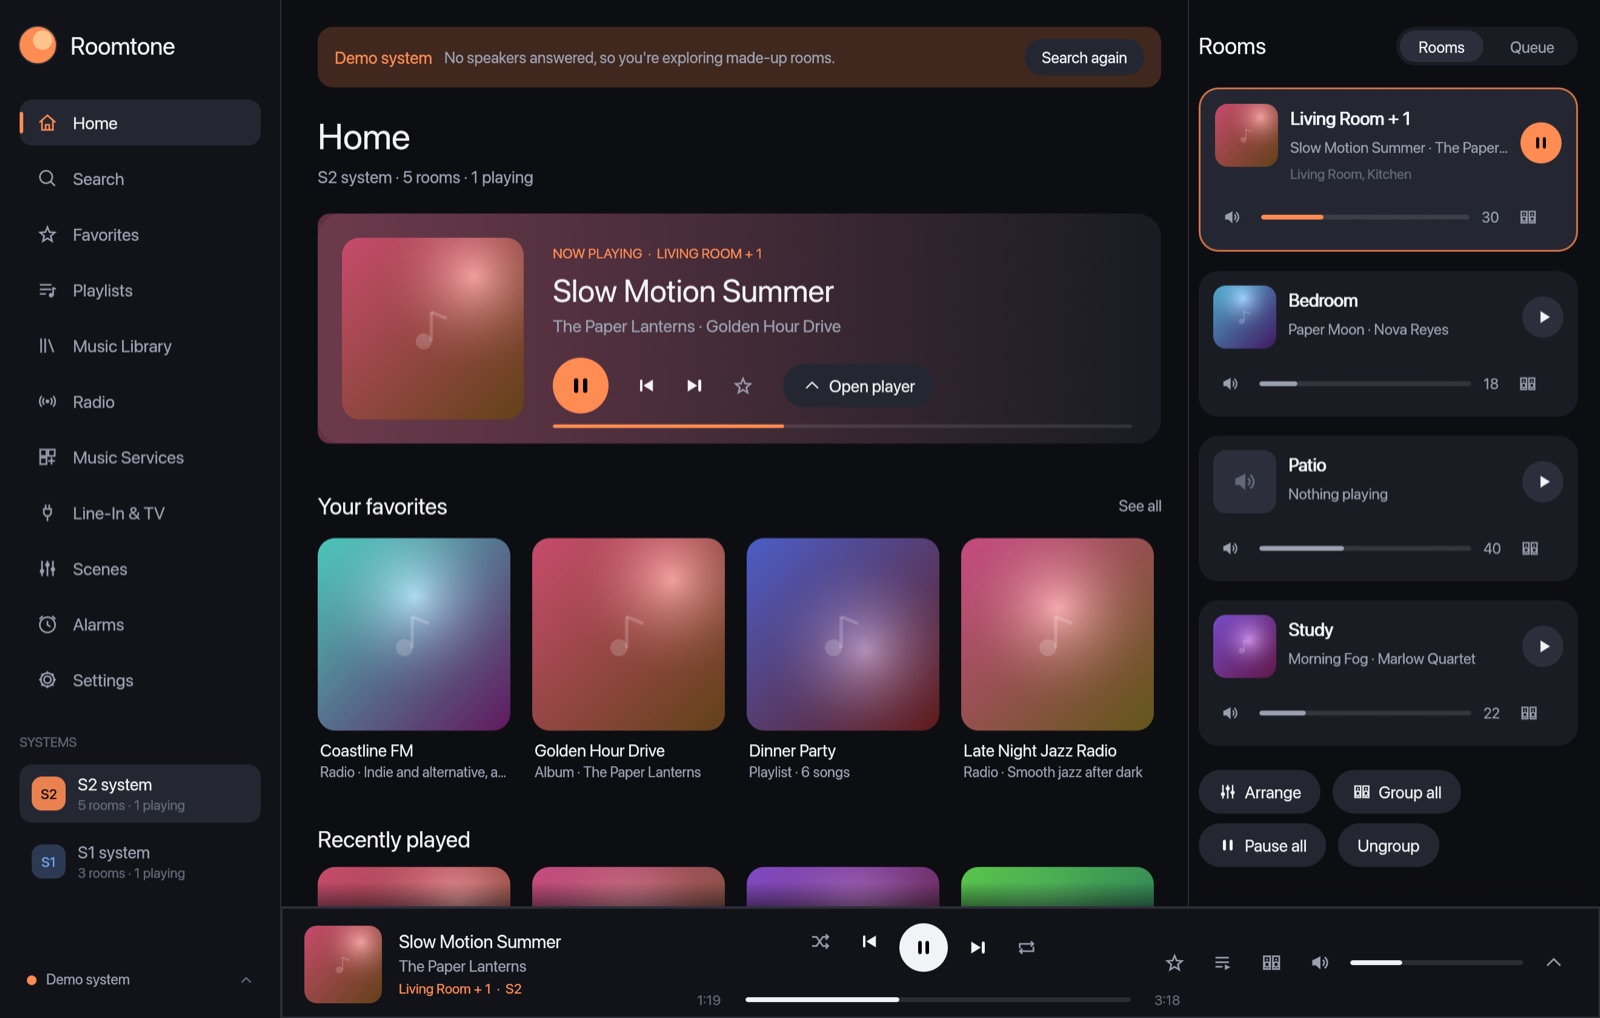 Roomtone
Home
Search
Favorites
Playlists
Music Library
Radio
Music Services
Line-In & TV
Scenes
Alarms
Settings
SYSTEMS
S2
S2 system
5 rooms · 1 playing
S1
S1 system
3 rooms · 1 playing
Demo system
Demo system No speakers answered, so you're exploring made-up rooms. Search again
Home
S2 system · 5 rooms · 1 playing
NOW PLAYING · LIVING ROOM + 1
Slow Motion Summer
The Paper Lanterns · Golden Hour Drive
Open player
Your favorites See all
Coastline FM
Radio · Indie and alternative, a...
Golden Hour Drive
Album · The Paper Lanterns
Dinner Party
Playlist · 6 songs
Late Night Jazz Radio
Radio · Smooth jazz after dark
Recently played
Rooms
Rooms Queue
Living Room + 1
Slow Motion Summer · The Paper...
Living Room, Kitchen
30
Bedroom
Paper Moon · Nova Reyes
18
Patio
Nothing playing
40
Study
Morning Fog · Marlow Quartet
22
Arrange Group all
Pause all Ungroup
Slow Motion Summer
The Paper Lanterns
Living Room + 1 · S2
1:19 3:18